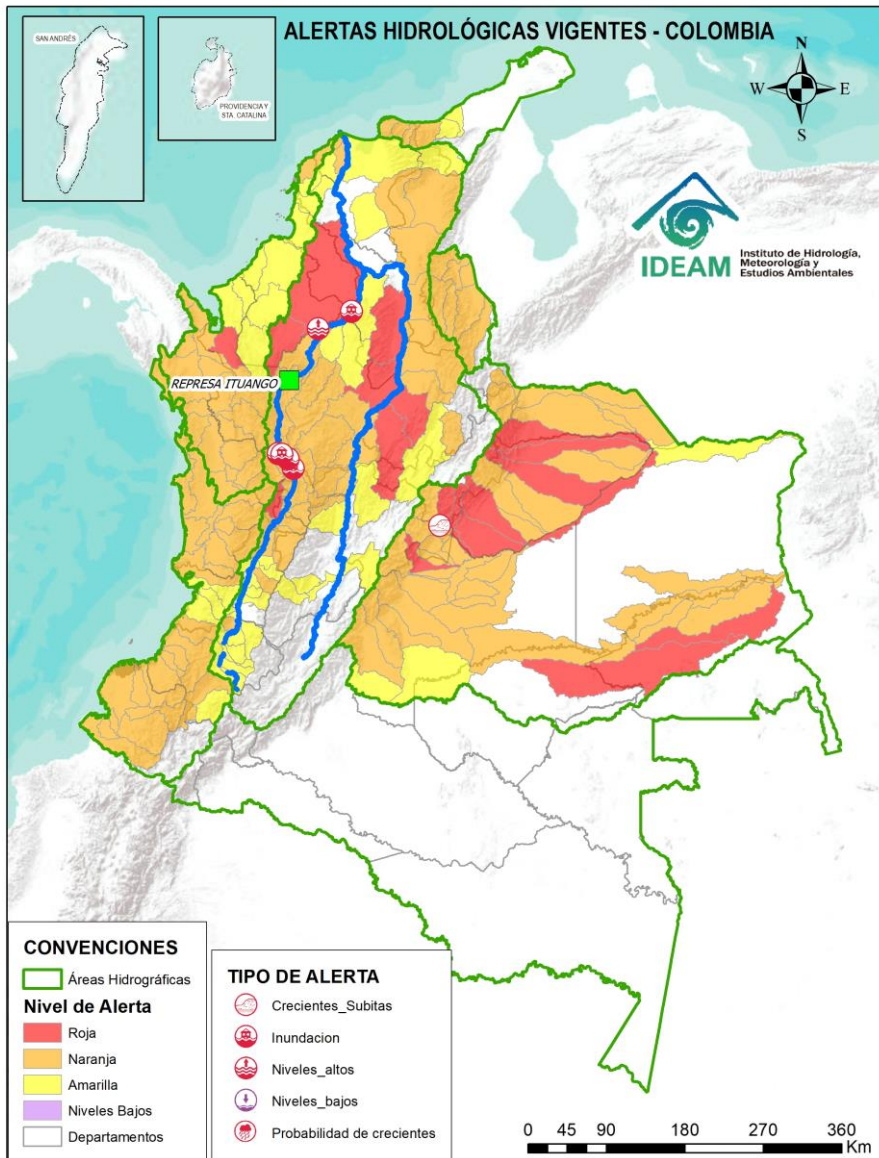 ALERTAS HIDROLÓGICAS VIGENTES - COLOMBIA
SAN ANDRÉS
PROVIDENCIA Y
STA. CATALINA
N
W
E
S
IDEAM
Instituto de Hidrología,
Meteorología y
Estudios Ambientales
REPRESA ITUANGO
CONVENCIONES
Áreas Hidrográficas
Nivel de Alerta
Roja
Naranja
Amarilla
Niveles Bajos
Departamentos
TIPO DE ALERTA
Crecientes_Subitas
Inundacion
Niveles_altos
Niveles_bajos
Probabilidad de crecientes
0 45 90 180 270 360
Km